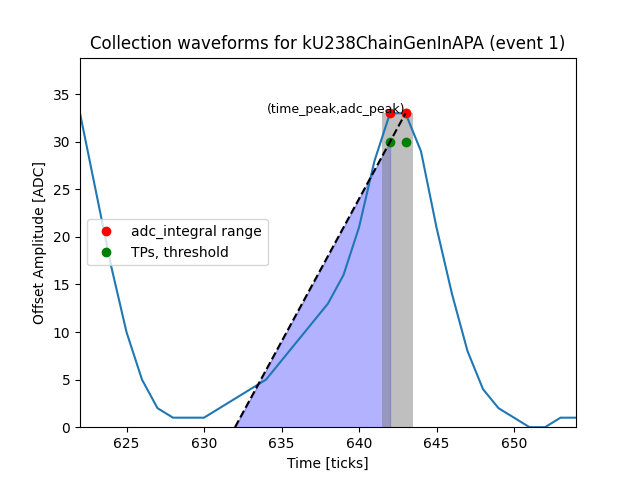 Collection waveforms for kU238ChainGenInAPA (event 1)
35
(time_peak,adc_peak)
30
25
20
15
10
5
0
Offset Amplitude [ADC]
adc_integral range
TPs, threshold
625 630 635 640 645 650
Time [ticks]